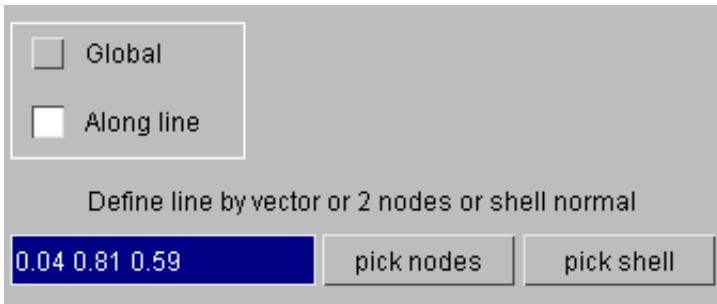 Global
Along line
Define line by vector or 2 nodes or shell normal
0.04 0.81 0.59 pick nodes pick shell